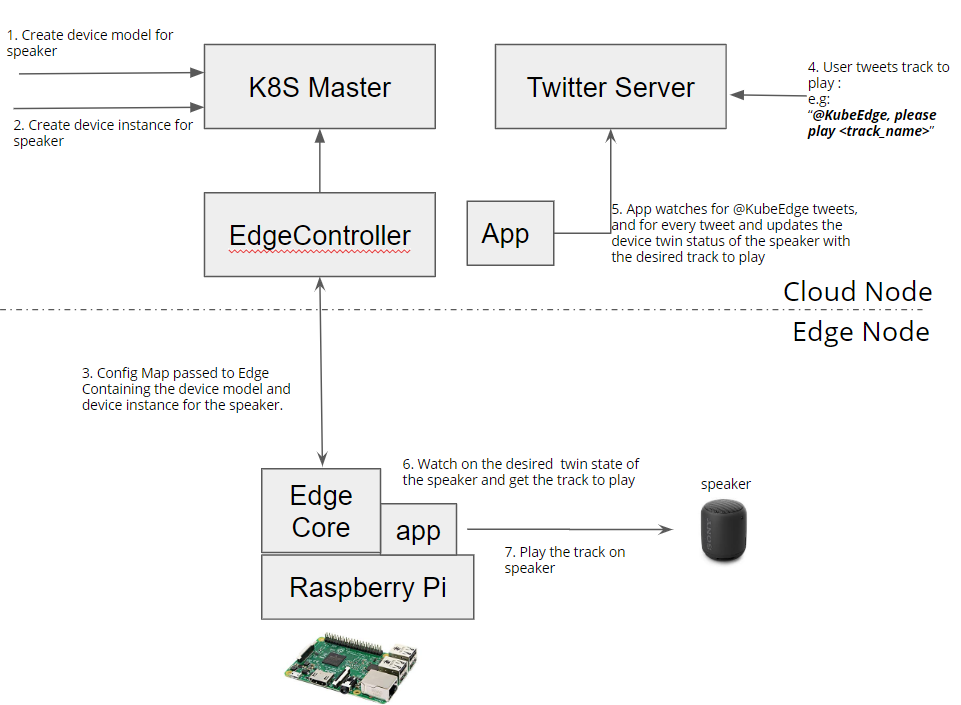 1. Create device model for
speaker
K8S Master
2. Create device instance for
speaker
Twitter Server
4. User tweets track to
play :
e.g:
“@KubeEdge, please
play <track_name>”
EdgeController
App
5. App watches for @KubeEdge tweets,
and for every tweet and updates the
device twin status of the speaker with
the desired track to play
Cloud Node
Edge Node
3. Config Map passed to Edge
Containing the device model and
device instance for the speaker.
6. Watch on the desired  twin state of
the speaker and get the track to play
Edge
Core
app
Raspberry Pi
7. Play the track on
speaker
speaker
SONY